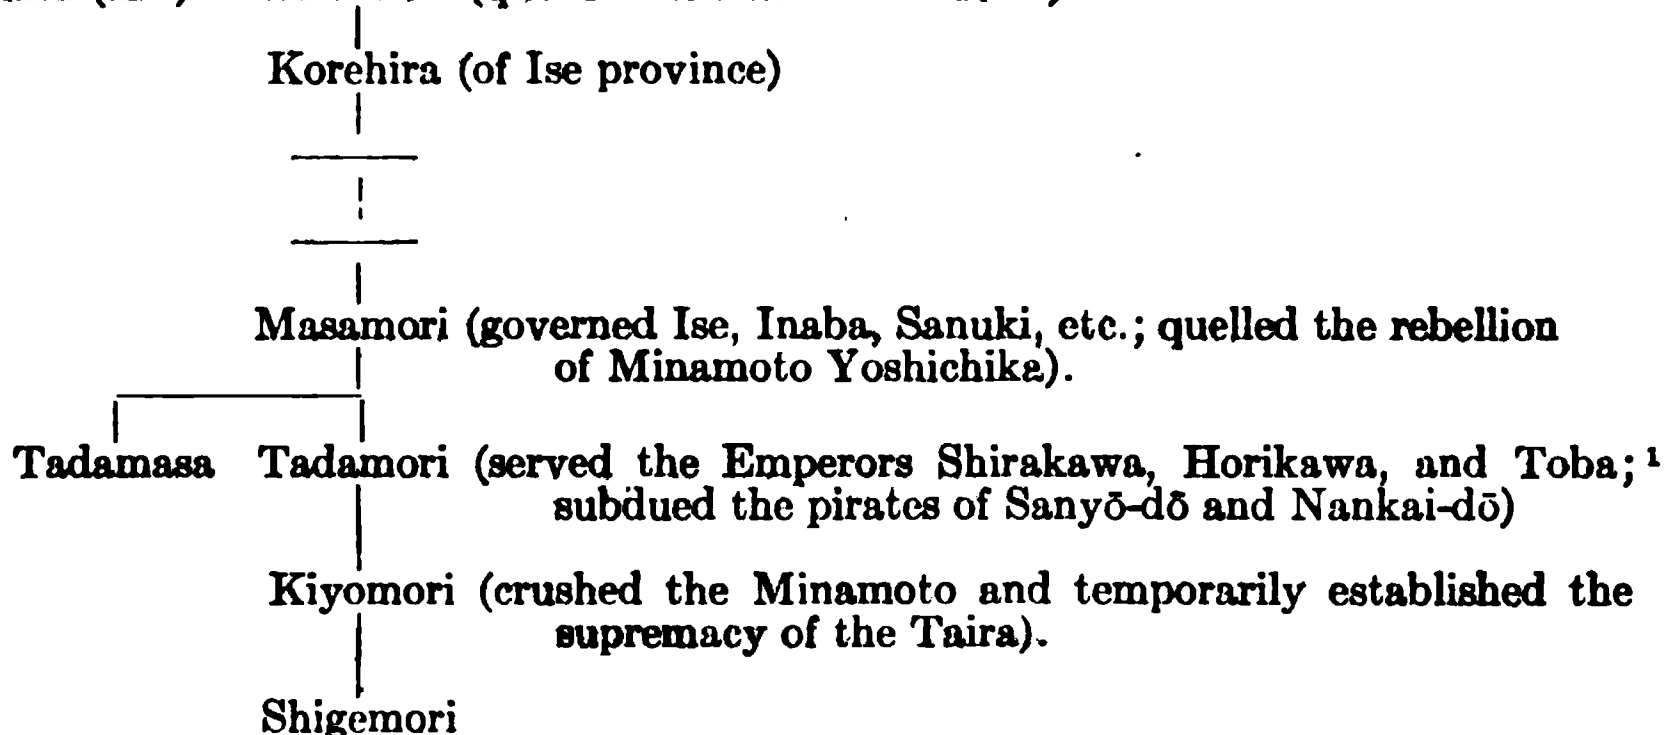 Korehira (of Ise province)
Masamori (governed Ise, Inaba, Sanuki, etc.; quelled the rebellion
of Minamoto Yoshichika).
Tadamasa Tadamori (served the Emperors Shirakawa, Horikawa, and Toba;¹
subdued the pirates of Sanyō-dō and Nankai-dō)
Kiyomori (crushed the Minamoto and temporarily established the
supremacy of the Taira).
Shigemori